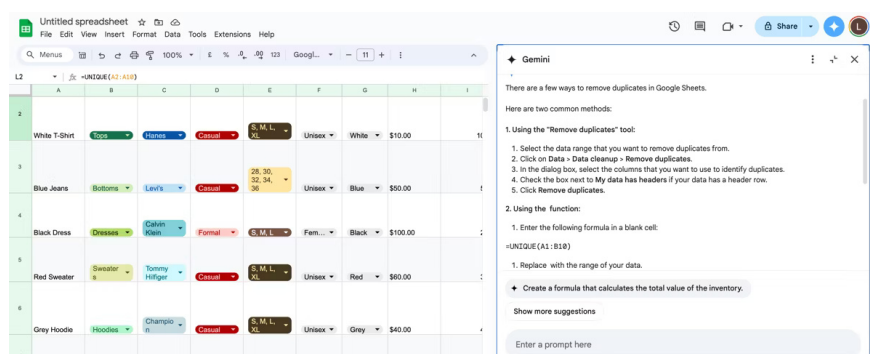 Untitled spreadsheet
File Edit View Insert Format Data Tools Extensions Help
Share
L
Menus 100% £ % .0 .00 123 Googl... − 11 +
L2 fx =UNIQUE(A2:A10)
A B C D E F G H I
2 White T-Shirt Tops Hanes Casual S, M, L, XL Unisex White $10.00
3 Blue Jeans Bottoms Levi's Casual 28, 30, 32, 34, 36 Unisex Blue $50.00
4 Black Dress Dresses Calvin Klein Formal S, M, L Fem... Black $100.00
5 Red Sweater Sweaters Tommy Hilfiger Casual S, M, L, XL Unisex Red $60.00
6 Grey Hoodie Hoodies Champion Casual S, M, L, XL Unisex Grey $40.00
Gemini
There are a few ways to remove duplicates in Google Sheets.
Here are two common methods:
1. Using the "Remove duplicates" tool:
1. Select the data range that you want to remove duplicates from.
2. Click on Data > Data cleanup > Remove duplicates.
3. In the dialog box, select the columns that you want to use to identify duplicates.
4. Check the box next to My data has headers if your data has a header row.
5. Click Remove duplicates.
2. Using the function:
1. Enter the following formula in a blank cell:
=UNIQUE(A1:B10)
1. Replace with the range of your data.
Create a formula that calculates the total value of the inventory.
Show more suggestions
Enter a prompt here